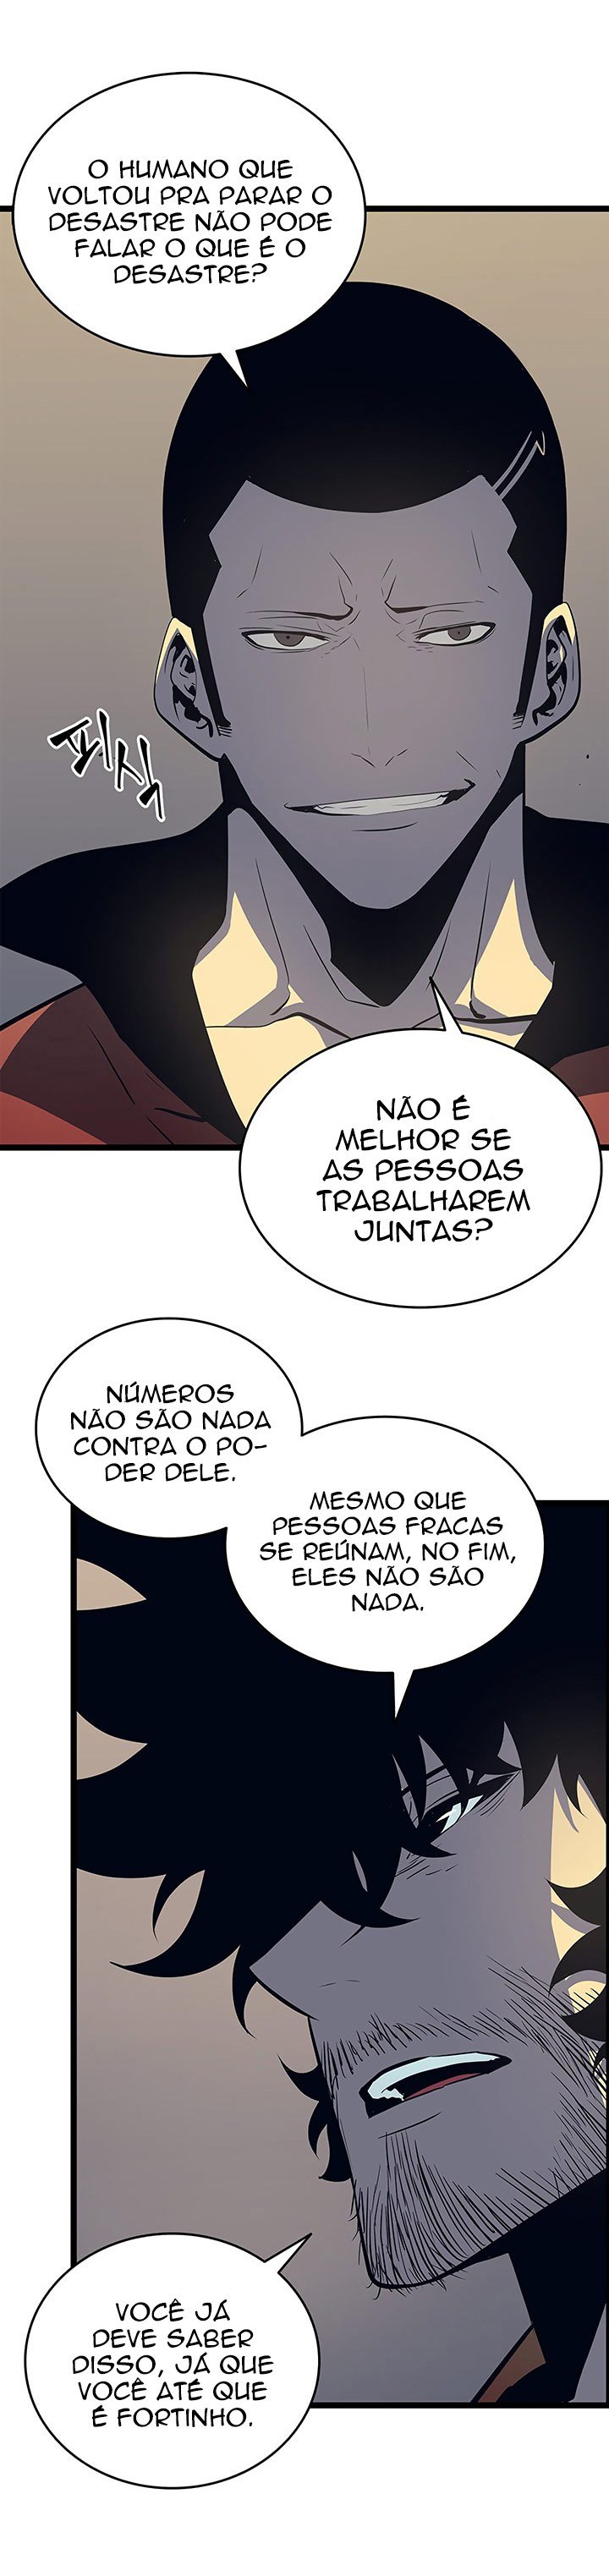 O HUMANO QUE
VOLTOU PRA PARAR O
DESASTRE NÃO PODE
FALAR O QUE É O
DESASTRE?
피식
NÃO É
MELHOR SE
AS PESSOAS
TRABALHAREM
JUNTAS?
NÚMEROS
NÃO SÃO NADA
CONTRA O PO-
DER DELE.
MESMO QUE
PESSOAS FRACAS
SE REÚNAM, NO FIM,
ELES NÃO SÃO
NADA.
VOCÊ JÁ
DEVE SABER
DISSO, JÁ QUE
VOCÊ ATÉ QUE
É FORTINHO.